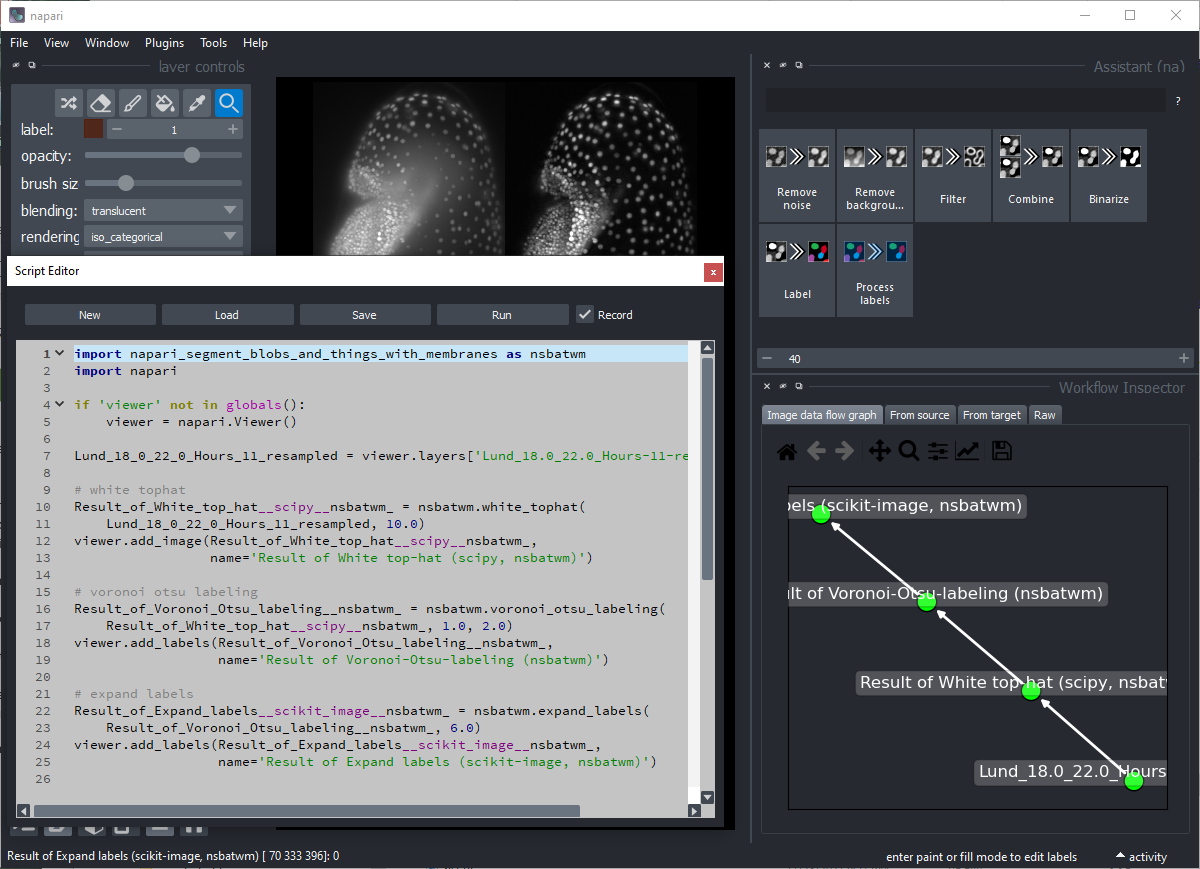 napari
File View Window Plugins Tools Help
layer controls
label: 1
opacity:
brush siz
blending: translucent
rendering iso_categorical
Assistant (na)
?
Remove noise
Remove backgrou...
Filter
Combine
Binarize
Label
Process labels
40
Script Editor
New Load Save Run Record
1 import napari_segment_blobs_and_things_with_membranes as nsbatwm
2 import napari
3
4 if 'viewer' not in globals():
5     viewer = napari.Viewer()
6
7 Lund_18_0_22_0_Hours_11_resampled = viewer.layers['Lund_18.0_22.0_Hours-11-re
8
9 # white tophat
10 Result_of_White_top_hat__scipy__nsbatwm_ = nsbatwm.white_tophat(
11     Lund_18_0_22_0_Hours_11_resampled, 10.0)
12 viewer.add_image(Result_of_White_top_hat__scipy__nsbatwm_,
13                  name='Result of White top-hat (scipy, nsbatwm)')
14
15 # voronoi otsu labeling
16 Result_of_Voronoi_Otsu_labeling__nsbatwm_ = nsbatwm.voronoi_otsu_labeling(
17     Result_of_White_top_hat__scipy__nsbatwm_, 1.0, 2.0)
18 viewer.add_labels(Result_of_Voronoi_Otsu_labeling__nsbatwm_,
19                   name='Result of Voronoi-Otsu-labeling (nsbatwm)')
20
21 # expand labels
22 Result_of_Expand_labels__scikit_image__nsbatwm_ = nsbatwm.expand_labels(
23     Result_of_Voronoi_Otsu_labeling__nsbatwm_, 6.0)
24 viewer.add_labels(Result_of_Expand_labels__scikit_image__nsbatwm_,
25                   name='Result of Expand labels (scikit-image, nsbatwm)')
26
Workflow Inspector
Image data flow graph From source From target Raw
bels (scikit-image, nsbatwm)
ult of Voronoi-Otsu-labeling (nsbatwm)
Result of White top-hat (scipy, nsbatw
Lund_18.0_22.0_Hours
Result of Expand labels (scikit-image, nsbatwm) [ 70 333 396]: 0
enter paint or fill mode to edit labels
activity